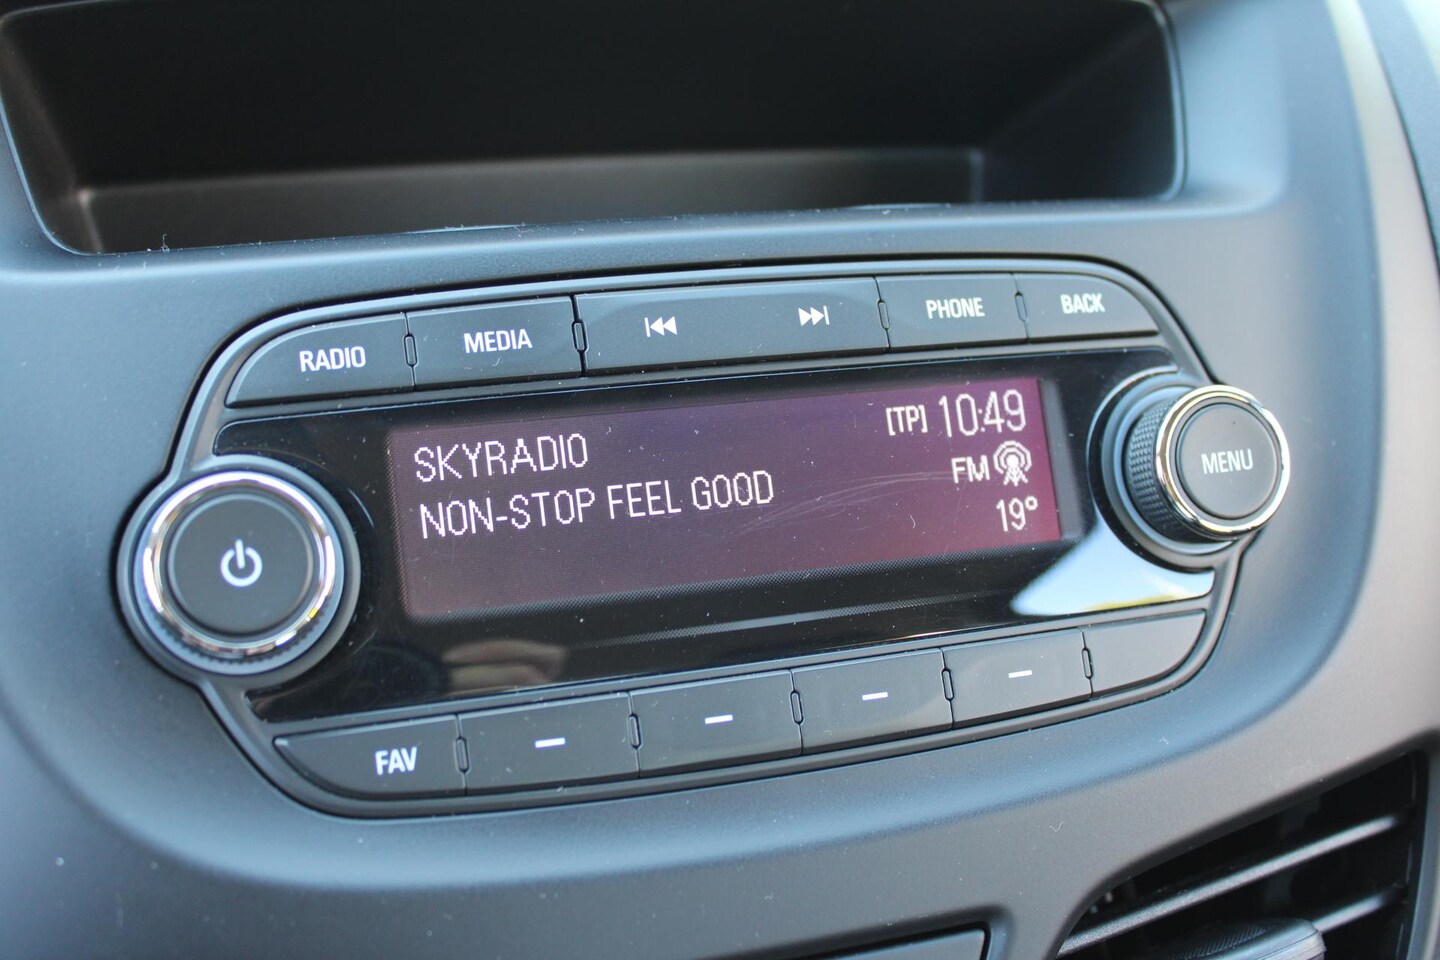 RADIO
MEDIA
PHONE
BACK
SKYRADIO
[TP] 10:49
NON-STOP FEEL GOOD
FM
19°
MENU
FAV